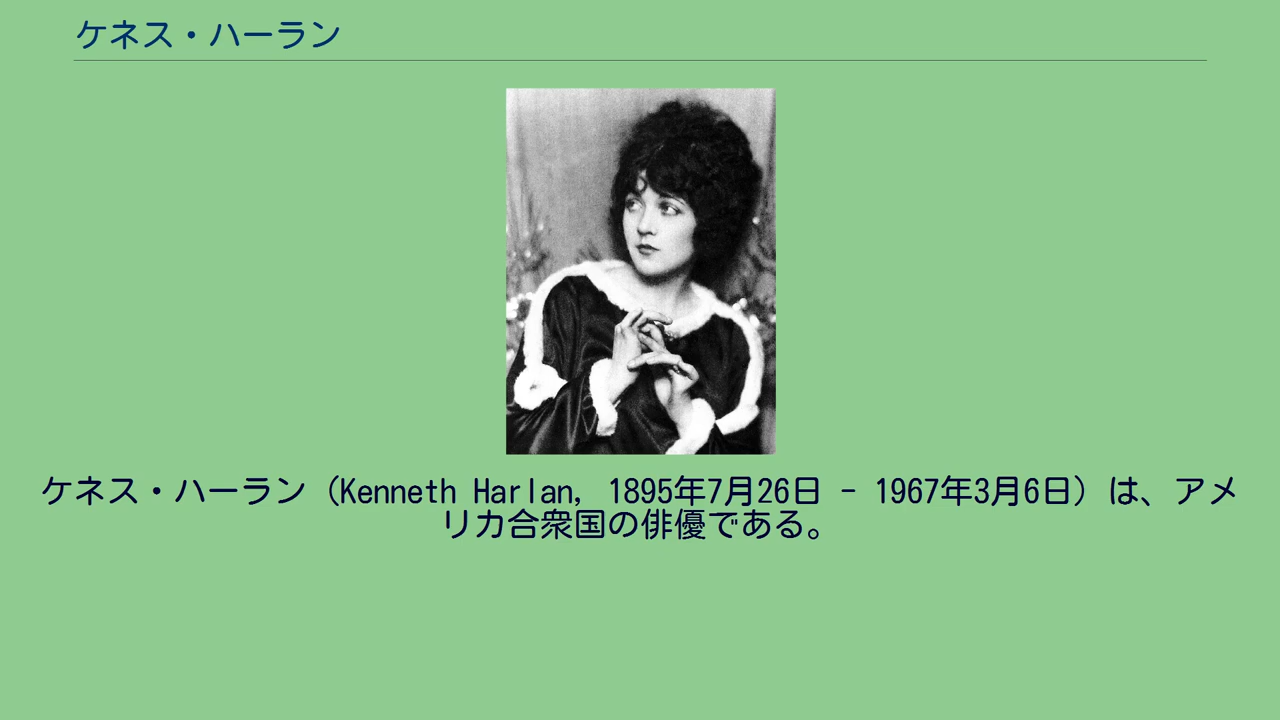 ケネス・ハーラン
ケネス・ハーラン（Kenneth Harlan, 1895年7月26日 - 1967年3月6日）は、アメ
リカ合衆国の俳優である。